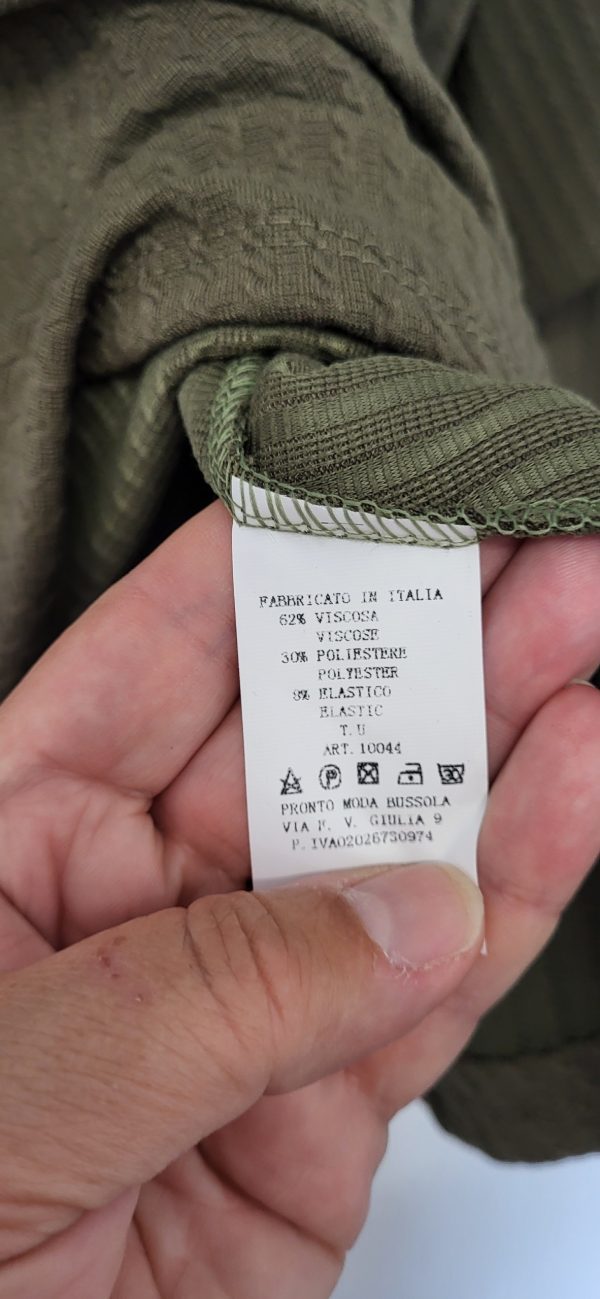 FABBRICATO IN ITALIA
62% VISCOSA
VISCOSE
30% POLIESTERE
POLYESTER
8% ELASTICO
ELASTIC
T.U
ART. 10044
P 30
PRONTO MODA BUSSOLA
VIA F. V. GIULIA 9
P.IVA02026730974